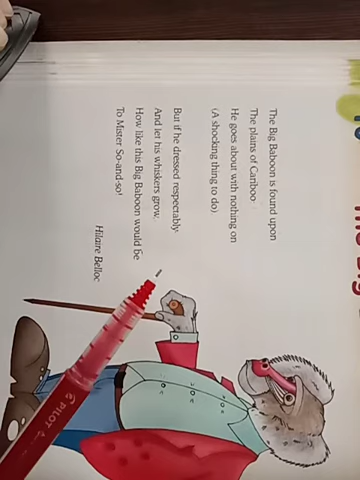 The Big Baboon is found upon
The plains of Cariboo
He goes about with nothing on
(A shocking thing to do)
But if he dressed respectably
And let his whiskers grow
How like this Big Baboon would be
To Mister So-and-so!
Hilaire Belloc
PILOT